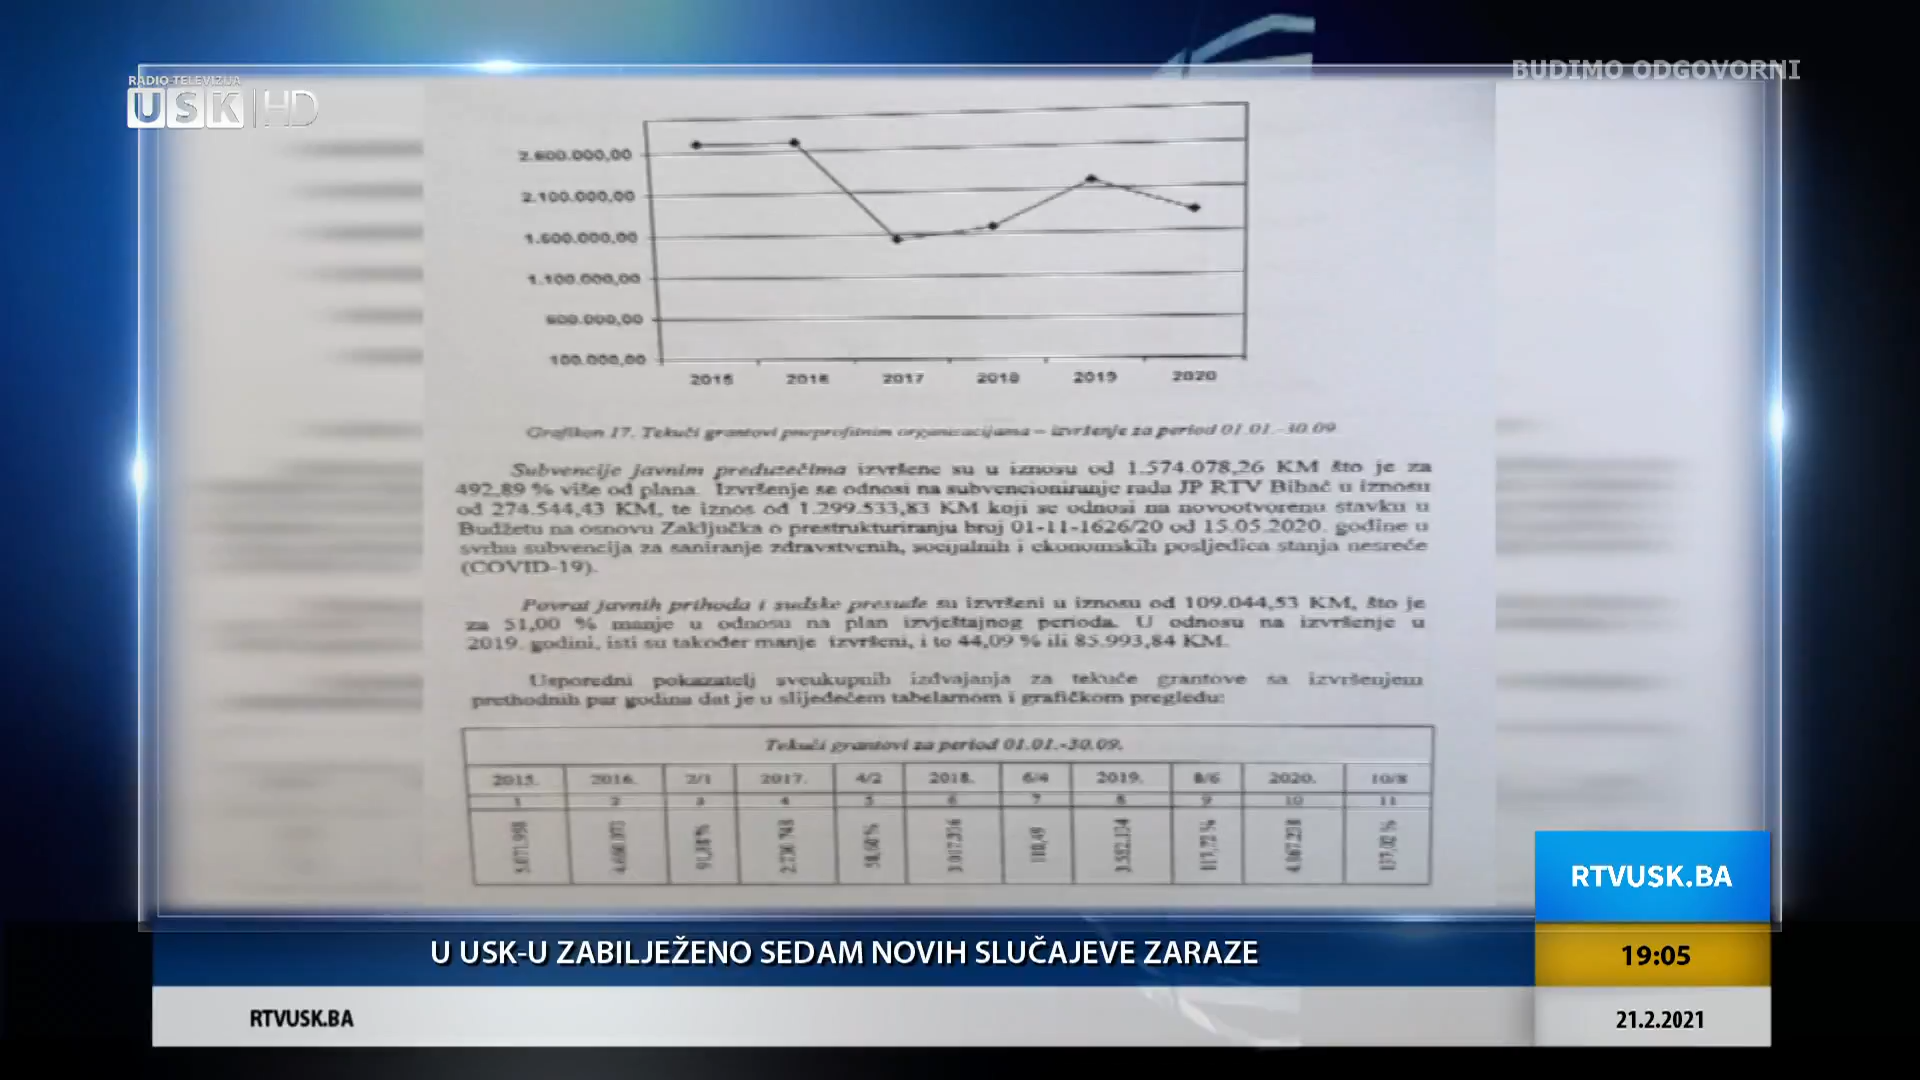 RADIO TELEVIZIJA
USK HD
BUDIMO ODGOVORNI
2.600.000,00
2.100.000,00
1.600.000,00
1.100.000,00
600.000,00
100.000,00
2015 2016 2017 2018 2019 2020
Grafikon 17. Tekući grantovi neprofitnim organizacijama – izvršenje za period 01.01.-30.09.
Subvencije javnim preduzećima izvršene su u iznosu od 1.574.078,26 KM što je za
492,89 % više od plana. Izvršenje se odnosi na subvencioniranje rada JP RTV Bihać u iznosu
od 274.544,43 KM, te iznos od 1.299.533,83 KM koji se odnosi na novootvorenu stavku u
Budžetu na osnovu Zaključka o prestrukturiranju broj 01-11-1626/20 od 15.05.2020. godine u
svrhu subvencija za saniranje zdravstvenih, socijalnih i ekonomskih posljedica stanja nesreće
(COVID-19).
Povrat javnih prihoda i sudske presude su izvršeni u iznosu od 109.044,53 KM, što je
za 51,00 % manje u odnosu na plan izvještajnog perioda. U odnosu na izvršenje u
2019. godini, isti su također manje izvršeni, i to 44,09 % ili 85.993,84 KM.
Usporedni pokazatelj sveukupnih izdvajanja za tekuće grantove sa izvršenjem
prethodnih par godina dat je u slijedećem tabelarnom i grafičkom pregledu:
Tekući grantovi za period 01.01.-30.09.
2015. 2016. 2/1 2017. 4/2 2018. 6/4 2019. 8/6 2020. 10/8
1 2 3 4 5 6 7 8 9 10 11
RTVUSK.BA
U USK-U ZABILJEŽENO SEDAM NOVIH SLUČAJEVE ZARAZE
19:05
RTVUSK.BA
21.2.2021